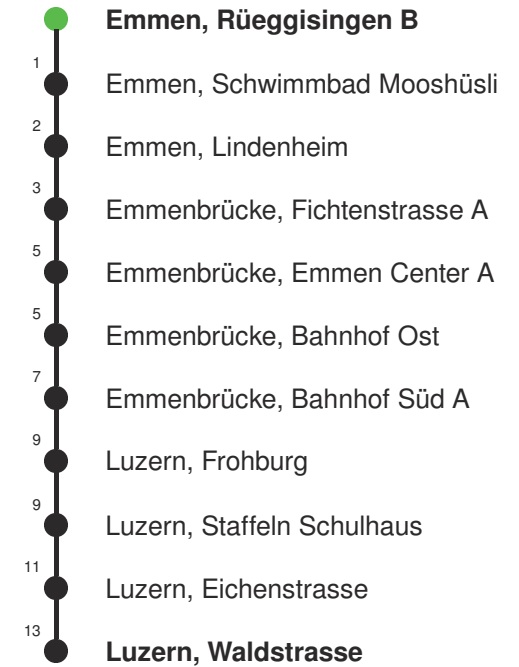 Emmen, Rüeggisingen B
1
Emmen, Schwimmbad Mooshüsli
2
Emmen, Lindenheim
3
Emmenbrücke, Fichtenstrasse A
5
Emmenbrücke, Emmen Center A
5
Emmenbrücke, Bahnhof Ost
7
Emmenbrücke, Bahnhof Süd A
9
Luzern, Frohburg
9
Luzern, Staffeln Schulhaus
11
Luzern, Eichenstrasse
13
Luzern, Waldstrasse